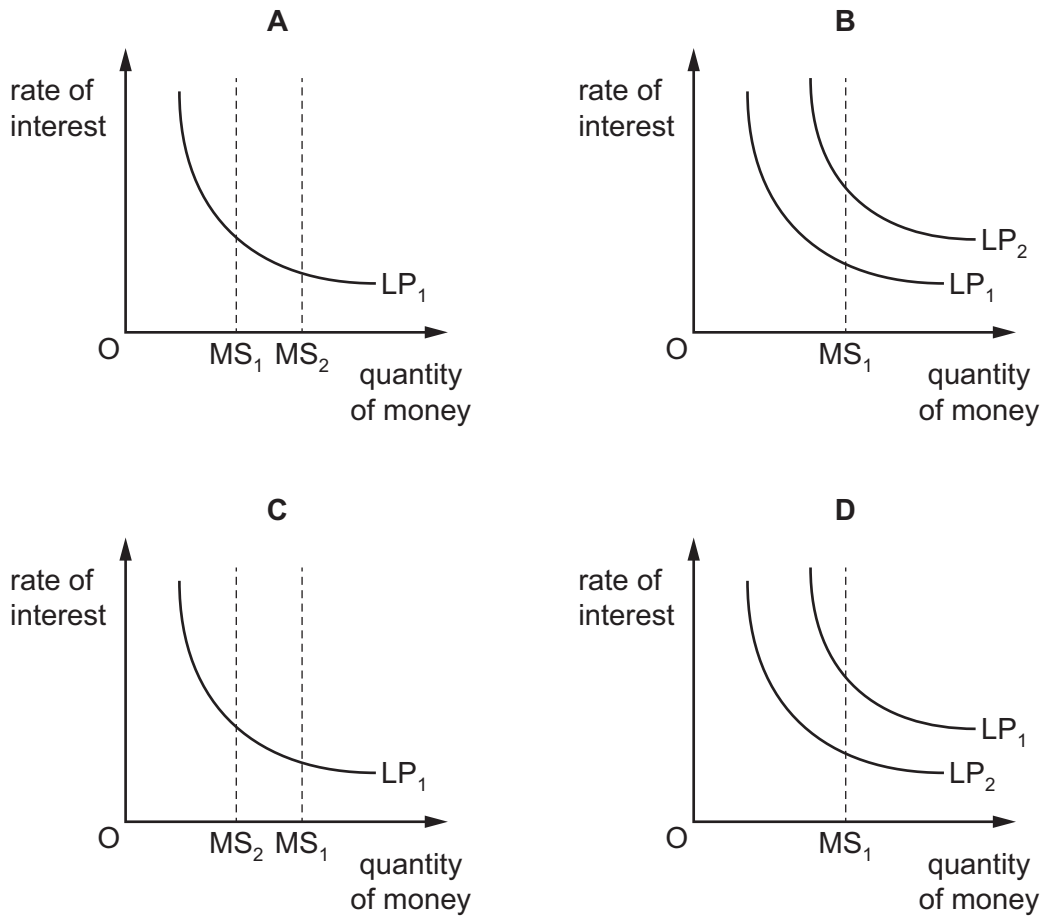 A
rate of
interest
LP₁
O
MS₁ MS₂
quantity
of money
B
rate of
interest
LP₂
LP₁
O
MS₁
quantity
of money
C
rate of
interest
LP₁
O
MS₂ MS₁
quantity
of money
D
rate of
interest
LP₁
LP₂
O
MS₁
quantity
of money